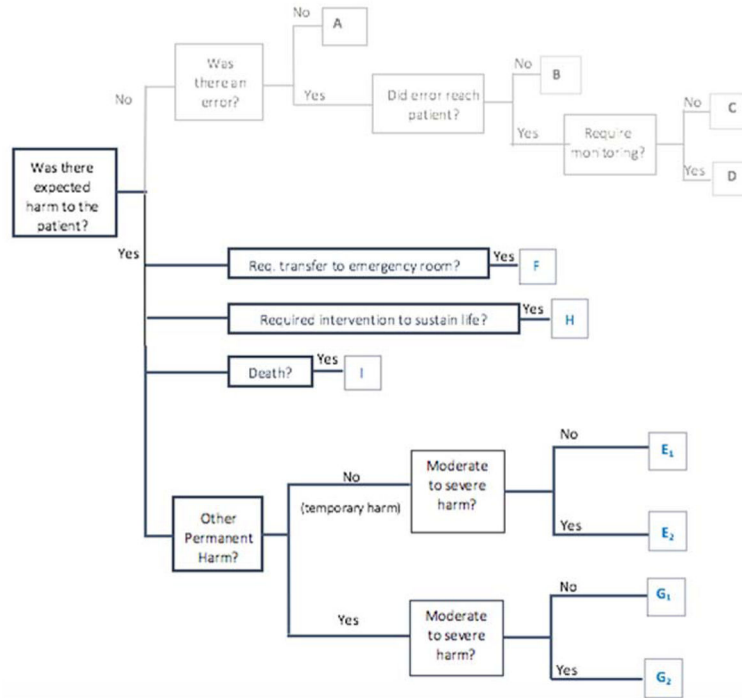 No
A
Was
there an
error?
No
B
Yes
Did error reach
patient?
No
No
C
Yes
Require
monitoring?
Was there
expected
harm to the
patient?
Yes
D
Yes
Req. transfer to emergency room?
Yes
F
Required intervention to sustain life?
Yes
H
Death?
Yes
I
No
E₁
No
(temporary harm)
Moderate
to severe
harm?
Other
Permanent
Harm?
Yes
E₂
No
G₁
Yes
Moderate
to severe
harm?
Yes
G₂